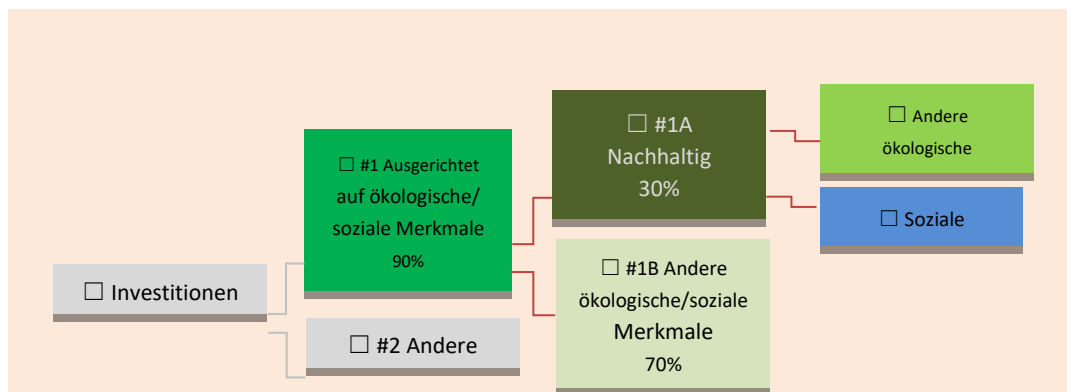 ☐ Investitionen
☐ #1 Ausgerichtet
auf ökologische/
soziale Merkmale
90%
☐ #2 Andere
☐ #1A
Nachhaltig
30%
☐ #1B Andere
ökologische/soziale
Merkmale
70%
☐ Andere
ökologische
☐ Soziale